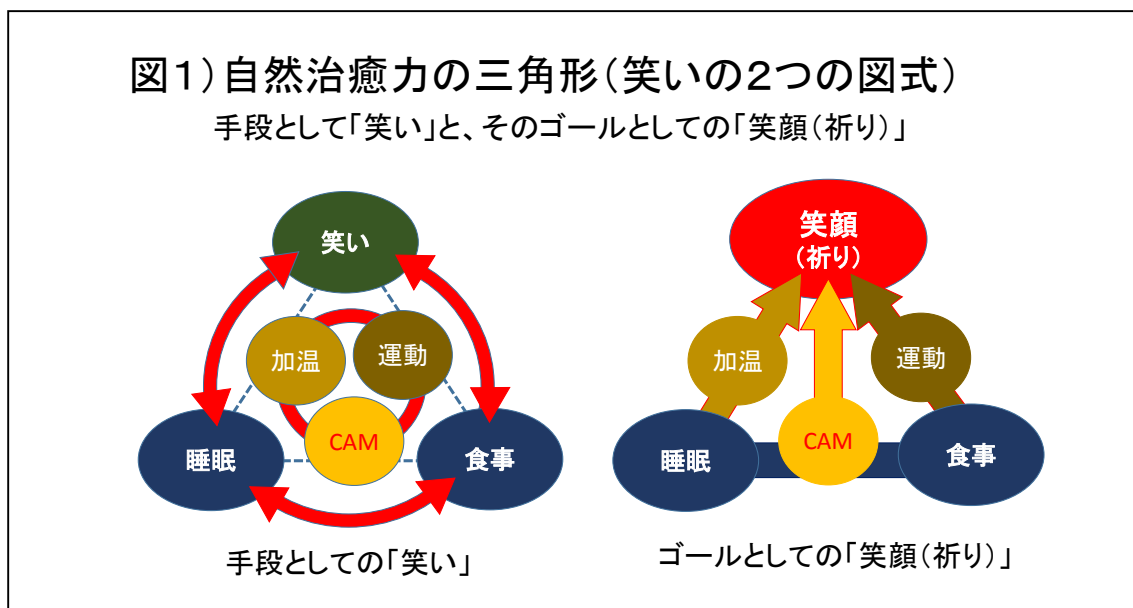 図1)自然治癒力の三角形(笑いの2つの図式)
手段として「笑い」と、そのゴールとしての「笑顔(祈り)」
笑い
加温
運動
CAM
睡眠
食事
手段としての「笑い」
笑顔
(祈り)
加温
運動
CAM
睡眠
食事
ゴールとしての「笑顔(祈り)」